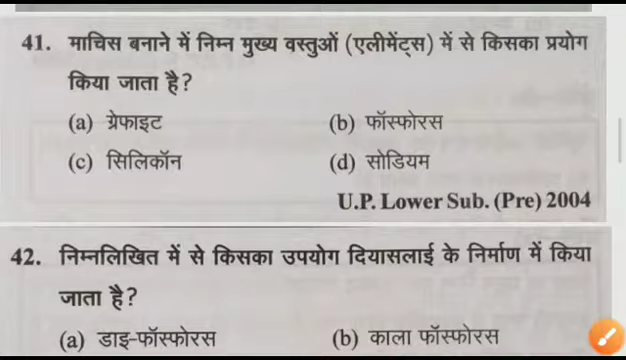 41. माचिस बनाने में निम्न मुख्य वस्तुओं (एलीमेंट्स) में से किसका प्रयोग
किया जाता है?
(a) ग्रेफाइट (b) फॉस्फोरस
(c) सिलिकॉन (d) सोडियम
U.P. Lower Sub. (Pre) 2004
42. निम्नलिखित में से किसका उपयोग दियासलाई के निर्माण में किया
जाता है?
(a) डाइ-फॉस्फोरस (b) काला फॉस्फोरस